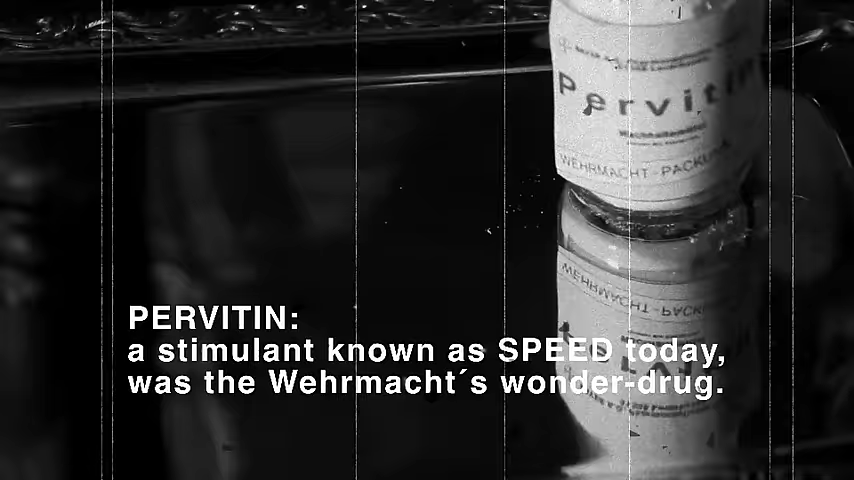 Pervitin
WEHRMACHT-PACKUNG
PERVITIN:
a stimulant known as SPEED today,
was the Wehrmacht´s wonder-drug.